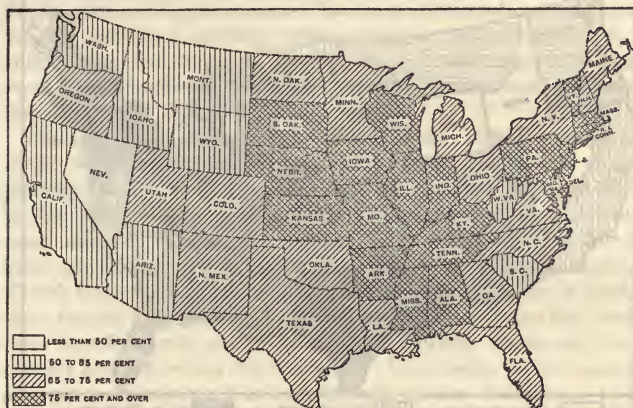 WASH.
MONT.
N. DAK.
MINN.
MAINE
OREGON
IDAHO
WYO.
S. DAK.
WIS.
MICH.
N. Y.
MASS.
CONN.
NEV.
UTAH
COLO.
NEBR.
IOWA
ILL.
IND.
OHIO
PA.
DEL.
CALIF.
KANSAS
MO.
KY.
W. VA.
VA.
ARIZ.
N. MEX.
OKLA.
ARK.
TENN.
N. C.
S. C.
TEXAS
LA.
MISS.
ALA.
GA.
FLA.
LESS THAN 50 PER CENT
50 TO 65 PER CENT
65 TO 75 PER CENT
75 PER CENT AND OVER